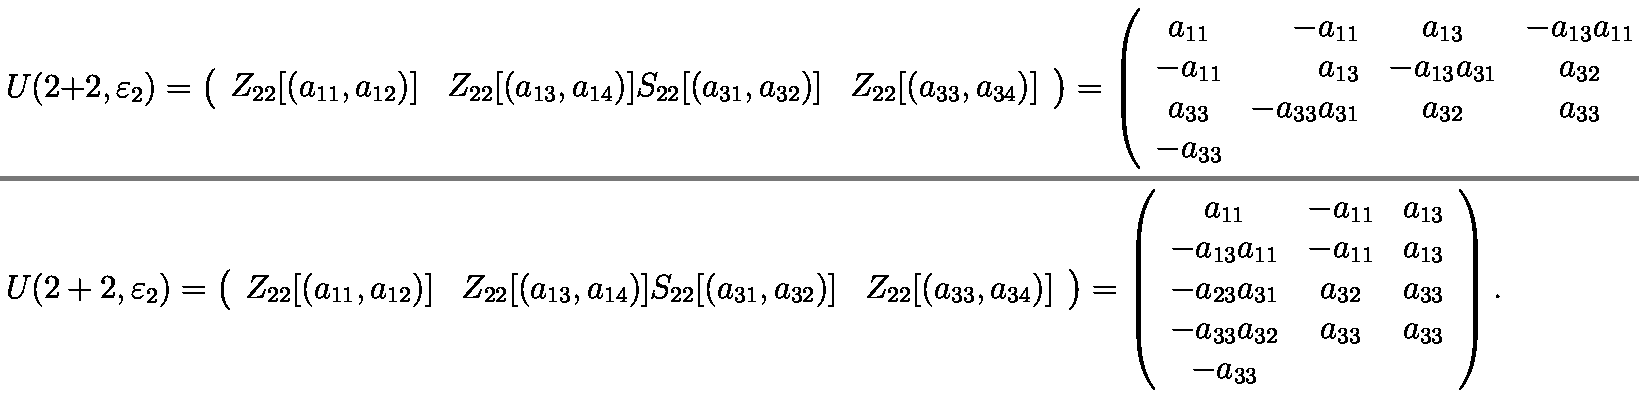 U(2+2, ε₂) = ( Z₂₂[(a₁₁, a₁₂)] Z₂₂[(a₁₃, a₁₄)]S₂₂[(a₃₁, a₃₂)] Z₂₂[(a₃₃, a₃₄)] ) = ( a₁₁ −a₁₁ a₁₃ −a₁₃a₁₁
−a₁₁ a₁₃ −a₁₃a₃₁ a₃₂
a₃₃ −a₃₃a₃₁ a₃₂ a₃₃
−a₃₃
U(2 + 2, ε₂) = ( Z₂₂[(a₁₁, a₁₂)] Z₂₂[(a₁₃, a₁₄)]S₂₂[(a₃₁, a₃₂)] Z₂₂[(a₃₃, a₃₄)] ) = ( a₁₁ −a₁₁ a₁₃
−a₁₃a₁₁ −a₁₁ a₁₃
−a₂₃a₃₁ a₃₂ a₃₃
−a₃₃a₃₂ a₃₃ a₃₃
−a₃₃ ) .